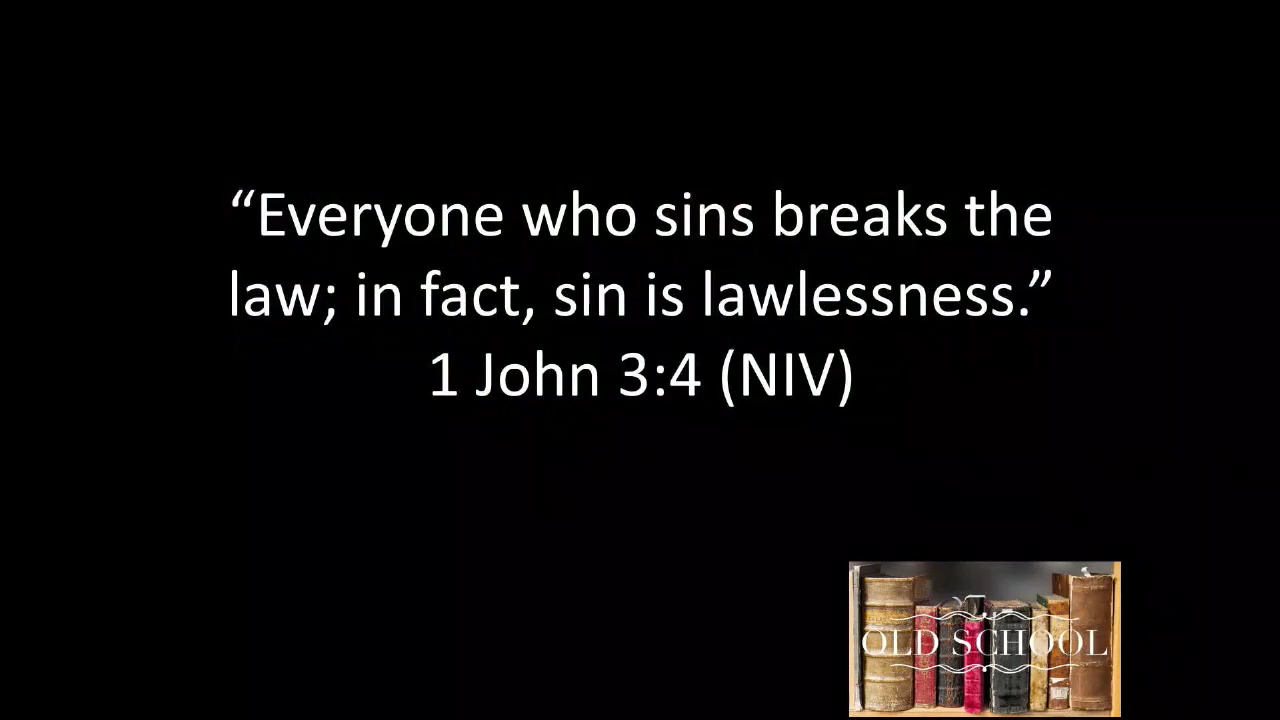 “Everyone who sins breaks the
law; in fact, sin is lawlessness.”
1 John 3:4 (NIV)
OLD SCHOOL